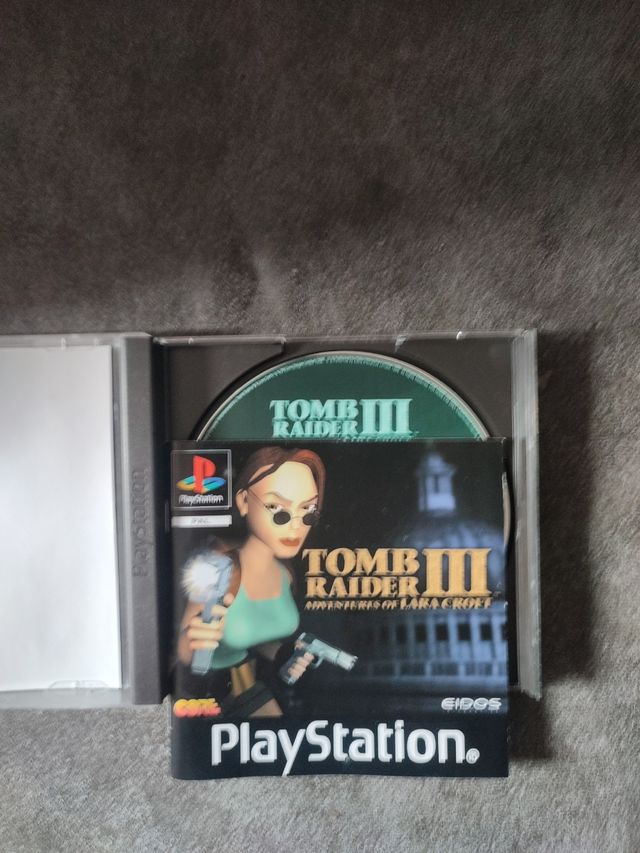 TOMB
RAIDER III
PlayStation
PlayStation
TOMB
RAIDER III
ADVENTURES OF LARA CROFT
CORE
EIDOS
PlayStation